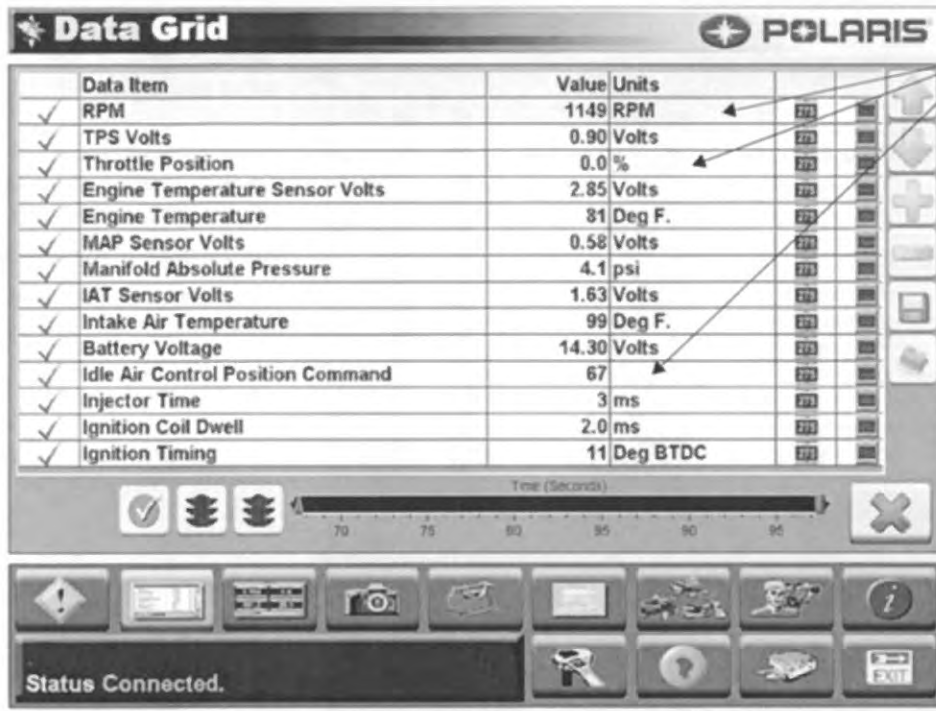 Data Grid
POLARIS
Data Item Value Units
RPM 1149 RPM
TPS Volts 0.90 Volts
Throttle Position 0.0 %
Engine Temperature Sensor Volts 2.85 Volts
Engine Temperature 81 Deg F.
MAP Sensor Volts 0.58 Volts
Manifold Absolute Pressure 4.1 psi
IAT Sensor Volts 1.63 Volts
Intake Air Temperature 99 Deg F.
Battery Voltage 14.30 Volts
Idle Air Control Position Command 67
Injector Time 3 ms
Ignition Coil Dwell 2.0 ms
Ignition Timing 11 Deg BTDC
Time (Seconds)
70 75 80 85 90 95
Status Connected.
EXIT